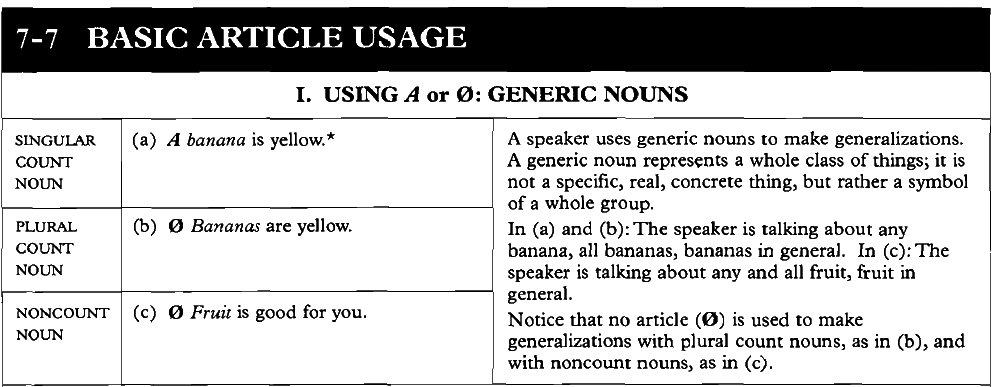 7-7 BASIC ARTICLE USAGE
I. USING A or Ø: GENERIC NOUNS
SINGULAR
COUNT
NOUN
(a) A banana is yellow.*
PLURAL
COUNT
NOUN
(b) Ø Bananas are yellow.
NONCOUNT
NOUN
(c) Ø Fruit is good for you.
A speaker uses generic nouns to make generalizations.
A generic noun represents a whole class of things; it is
not a specific, real, concrete thing, but rather a symbol
of a whole group.
In (a) and (b): The speaker is talking about any
banana, all bananas, bananas in general. In (c): The
speaker is talking about any and all fruit, fruit in
general.
Notice that no article (Ø) is used to make
generalizations with plural count nouns, as in (b), and
with noncount nouns, as in (c).